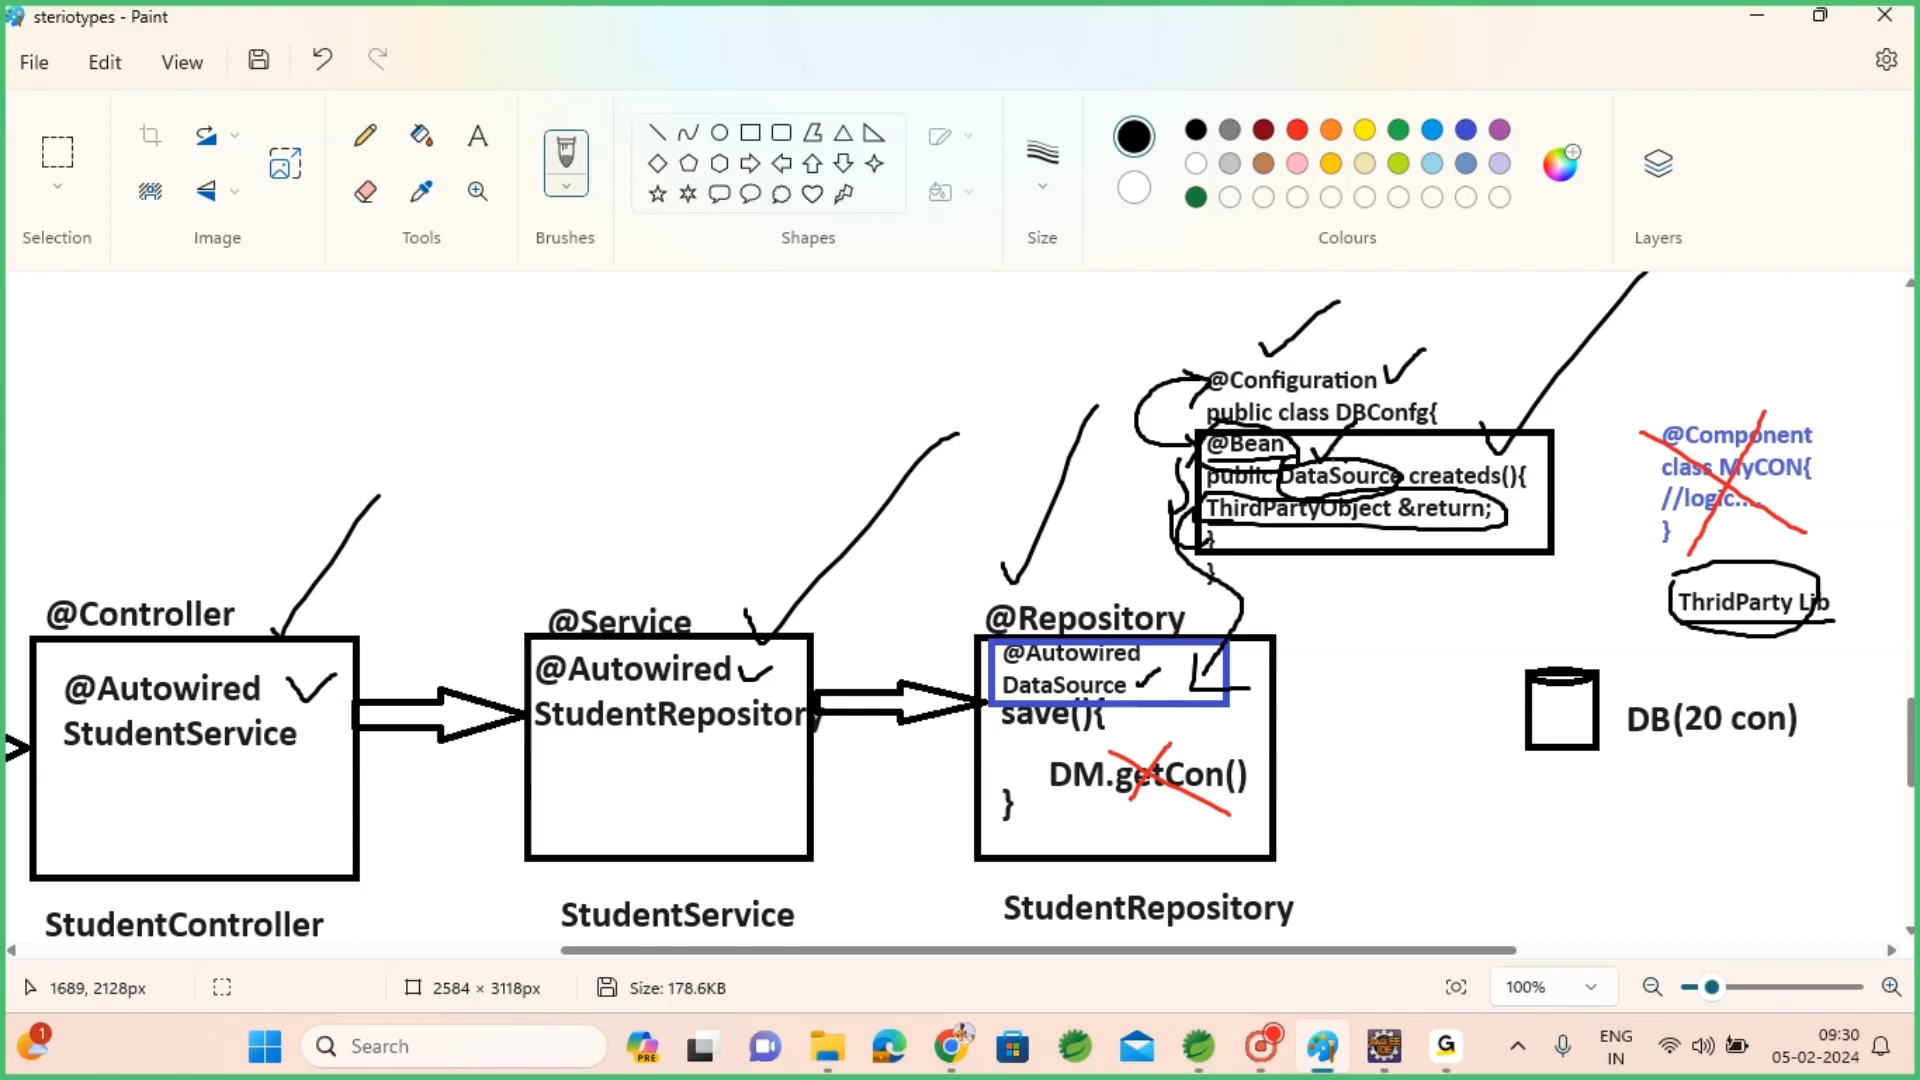 steriotypes - Paint
File
Edit
View
Selection
Image
Tools
Brushes
Shapes
Size
Colours
Layers
@Configuration
public class DBConfg{
@Bean
public DataSource createds(){
ThirdPartyObject &return;
}
}
@Component
class MyCON{
//logic...
}
ThridParty Lib
@Controller
@Autowired
StudentService
StudentController
@Service
@Autowired
StudentRepository
StudentService
@Repository
@Autowired
DataSource
save(){
DM.getCon()
}
StudentRepository
DB(20 con)
1689, 2128px
2584 × 3118px
Size: 178.6KB
100%
1
Search
PRE
ENG
IN
09:30
05-02-2024